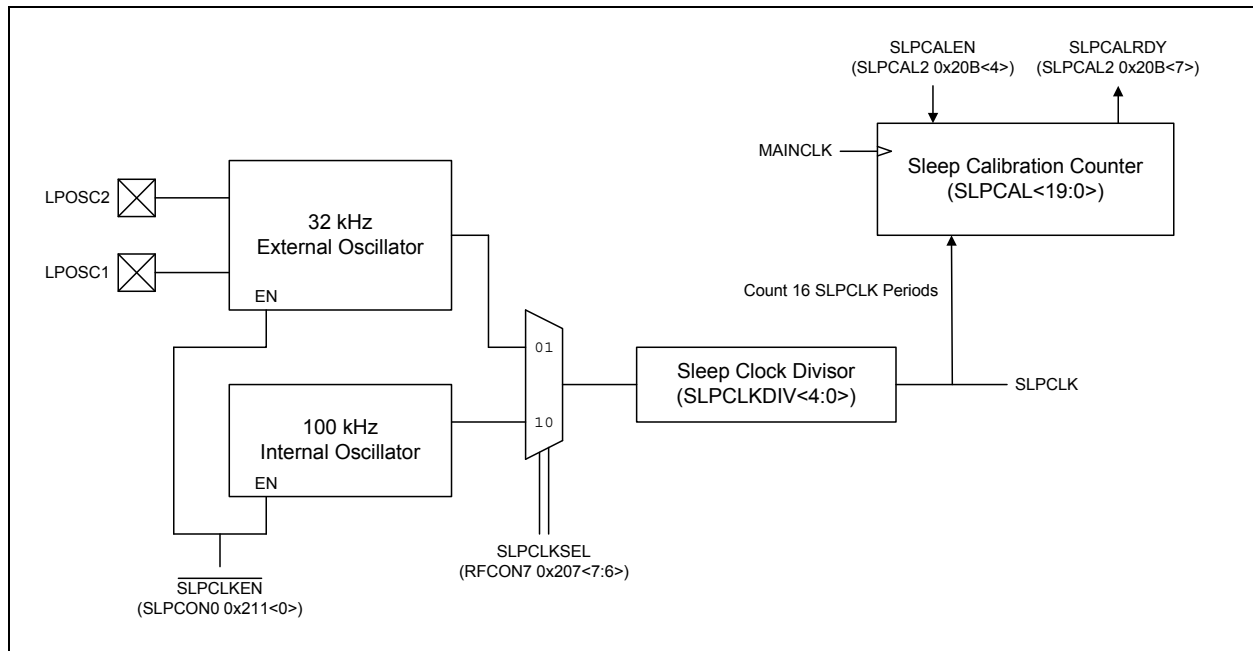 SLPCALEN
(SLPCAL2 0x20B<4>)
SLPCALRDY
(SLPCAL2 0x20B<7>)
MAINCLK
Sleep Calibration Counter
(SLPCAL<19:0>)
LPOSC2
LPOSC1
32 kHz
External Oscillator
EN
Count 16 SLPCLK Periods
01
10
Sleep Clock Divisor
(SLPCLKDIV<4:0>)
SLPCLK
100 kHz
Internal Oscillator
EN
SLPCLKSEL
(RFCON7 0x207<7:6>)
SLPCLKEN
(SLPCON0 0x211<0>)